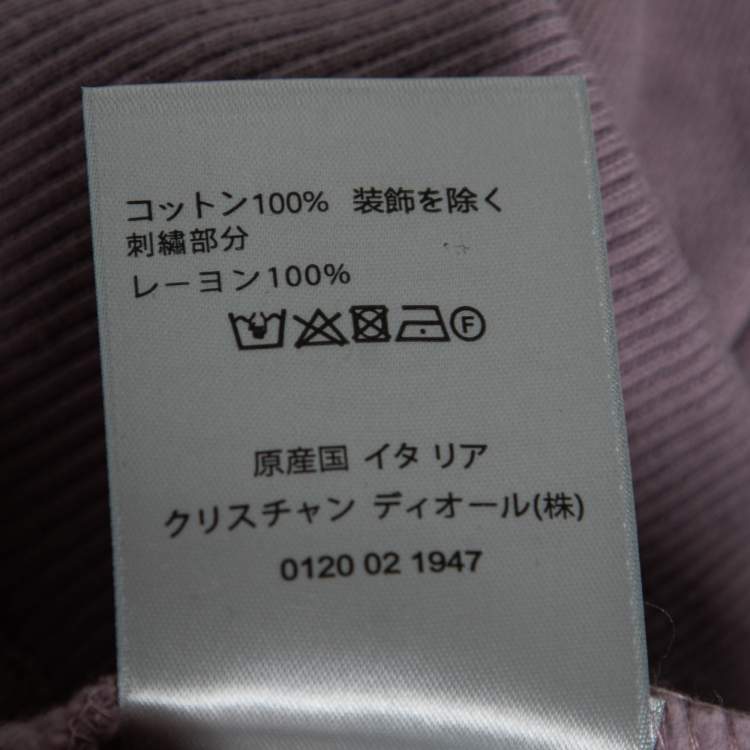 コットン100% 装飾を除く
刺繡部分
レーヨン100%
F
原産国 イタリア
クリスチャン ディオール(株)
0120 02 1947